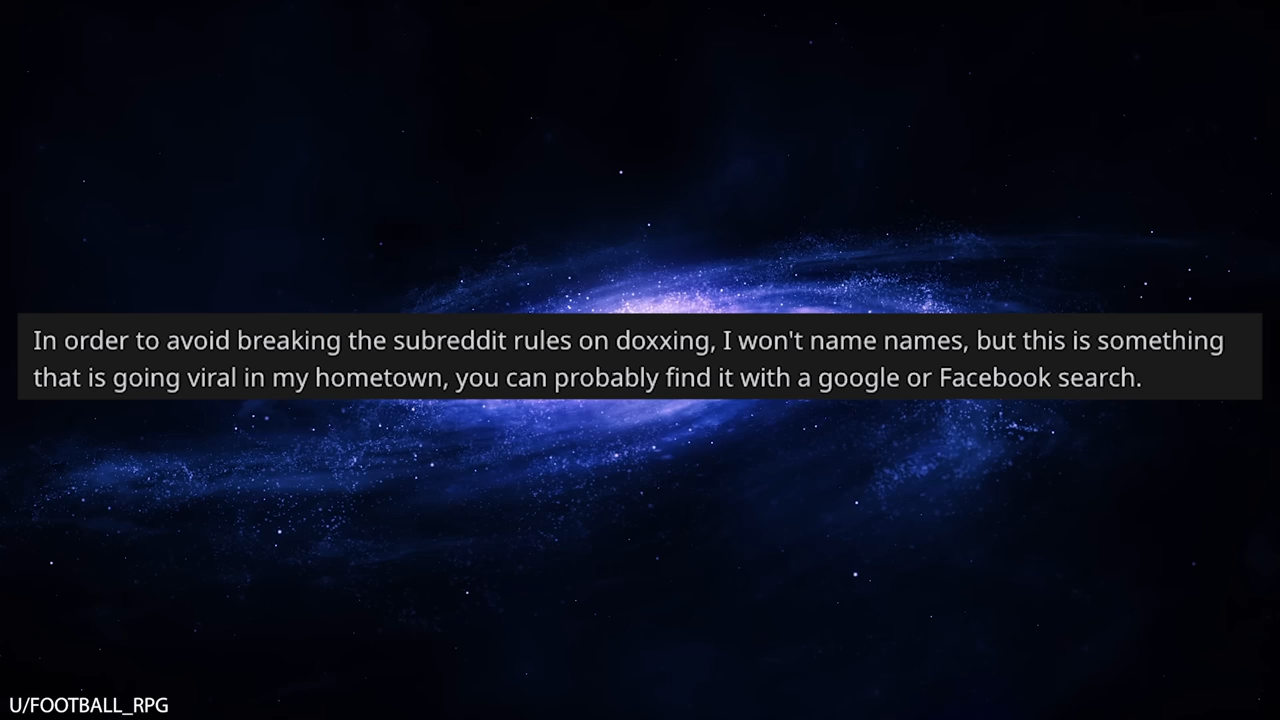 In order to avoid breaking the subreddit rules on doxxing, I won't name names, but this is something
that is going viral in my hometown, you can probably find it with a google or Facebook search.
U/FOOTBALL_RPG